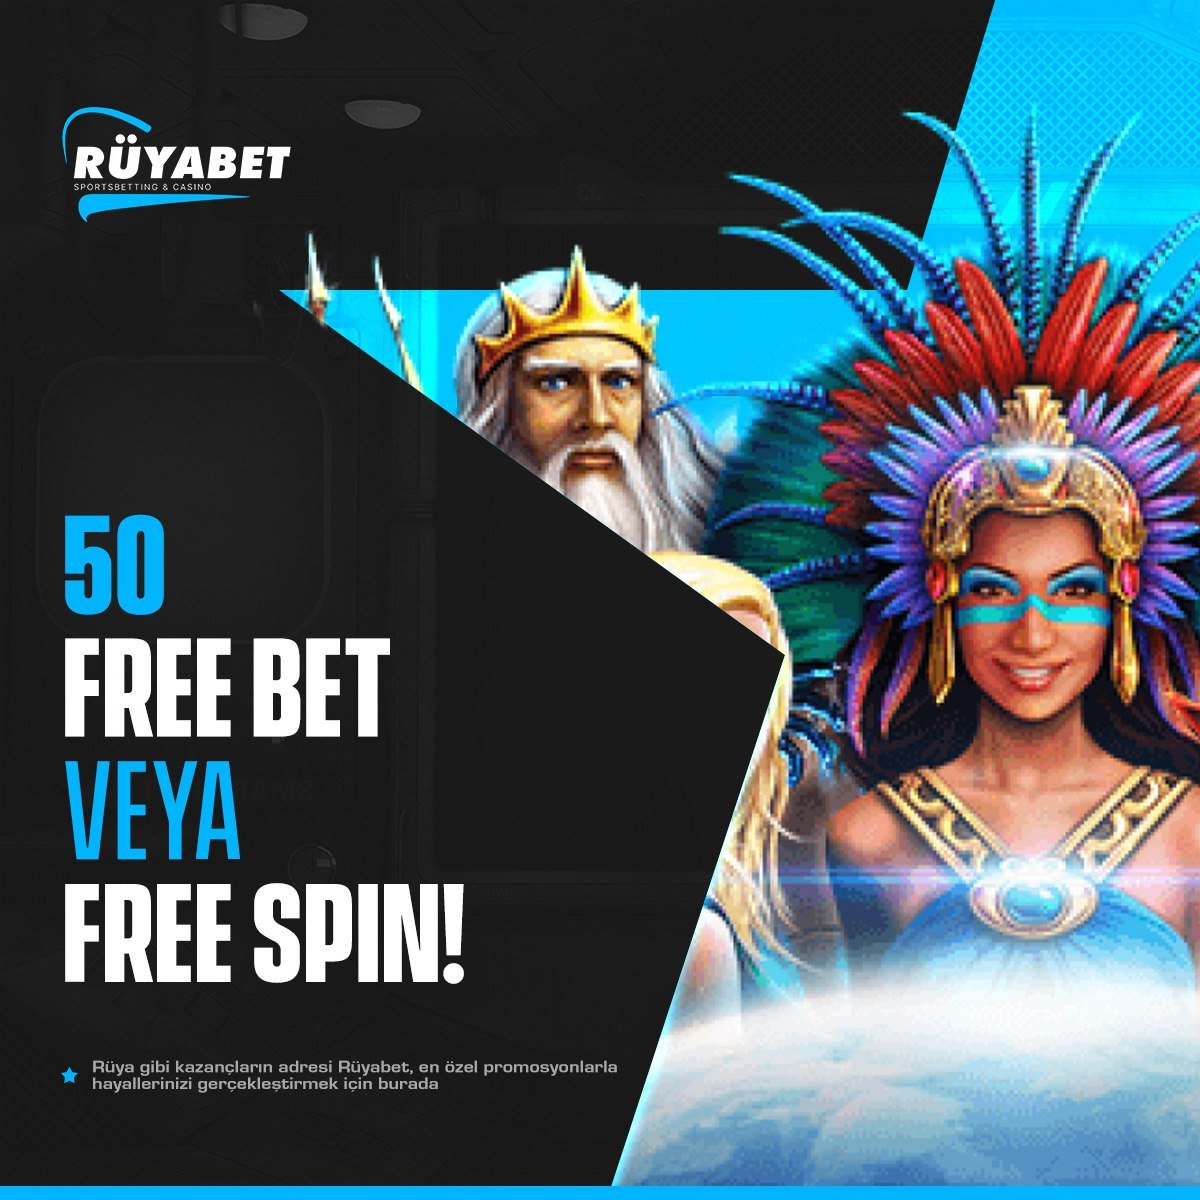 RÜYABET
SPORTSBETTING & CASINO
50
FREE BET
VEYA
FREE SPIN!
Rüya gibi kazançların adresi Rüyabet, en özel promosyonlarla
hayallerinizi gerçekleştirmek için burada